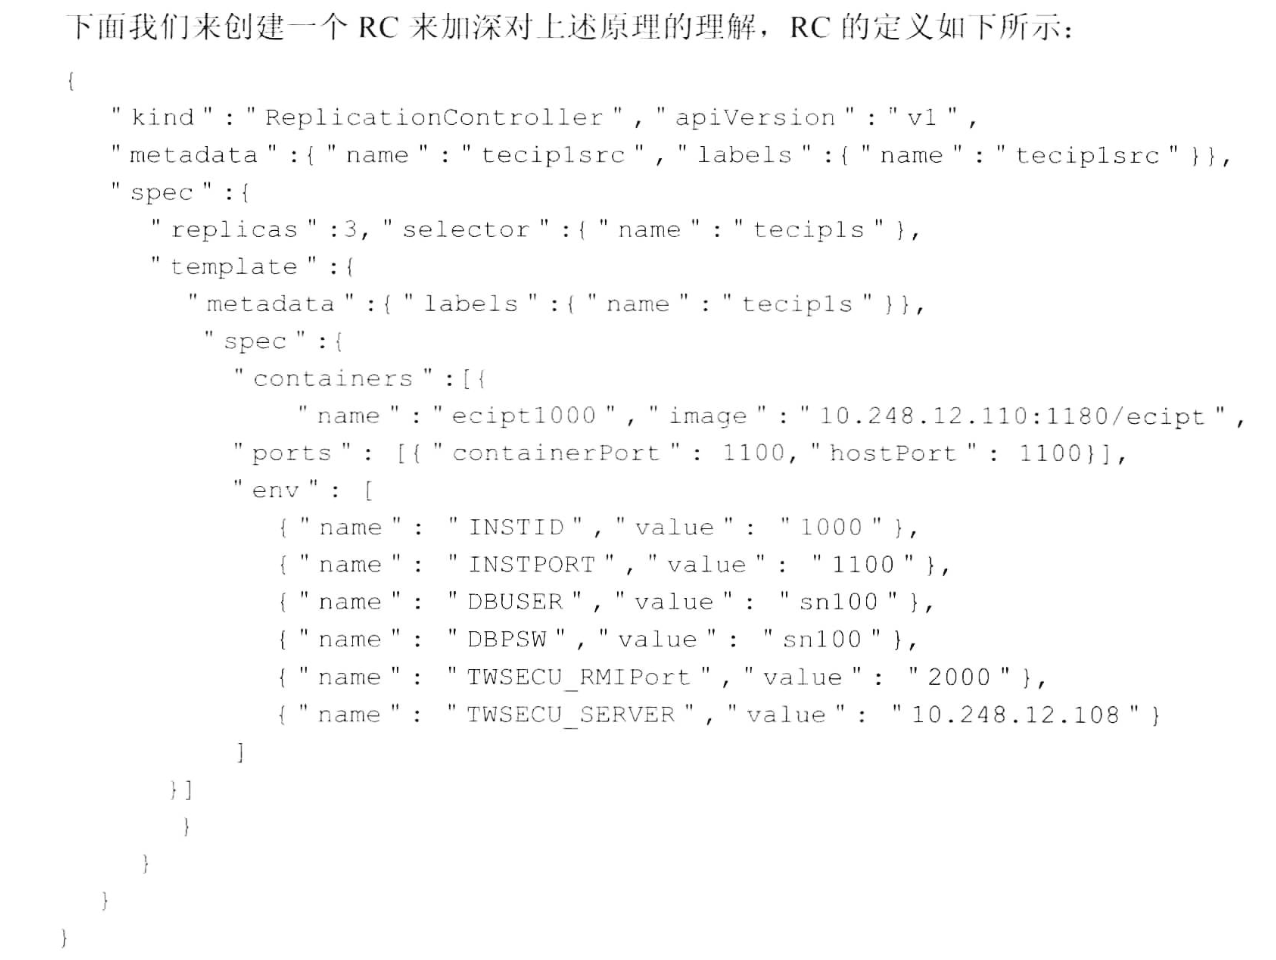 下面我们来创建一个 RC 来加深对上述原理的理解，RC 的定义如下所示：
{
"kind":"ReplicationController","apiVersion":"v1",
"metadata":{"name":"tecip1src","labels":{"name":"tecip1src"}},
"spec":{
"replicas":3,"selector":{"name":"tecip1s"},
"template":{
"metadata":{"labels":{"name":"tecip1s"}},
"spec":{
"containers":[{
"name":"ecipt1000","image":"10.248.12.110:1180/ecipt",
"ports": [{"containerPort": 1100,"hostPort": 1100}],
"env": [
{"name": "INSTID","value": "1000"},
{"name": "INSTPORT","value": "1100"},
{"name": "DBUSER","value": "sn100"},
{"name": "DBPSW","value": "sn100"},
{"name": "TWSECU_RMIPort","value": "2000"},
{"name": "TWSECU_SERVER","value": "10.248.12.108"}
]
}]
}
}
}
}